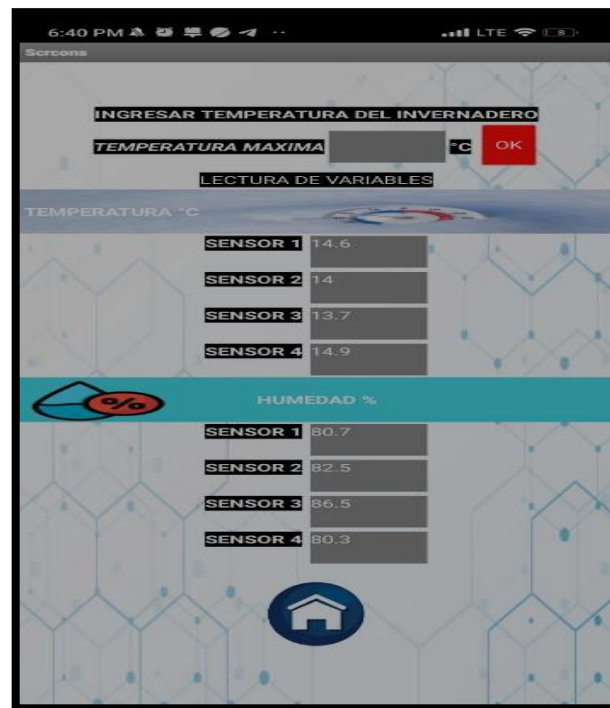 6:40 PM LTE 8
Screons
INGRESAR TEMPERATURA DEL INVERNADERO
TEMPERATURA MAXIMA °C OK
LECTURA DE VARIABLES
TEMPERATURA °C
SENSOR 1 14.6
SENSOR 2 14
SENSOR 3 13.7
SENSOR 4 14.9
% HUMEDAD %
SENSOR 1 80.7
SENSOR 2 82.5
SENSOR 3 86.5
SENSOR 4 80.3